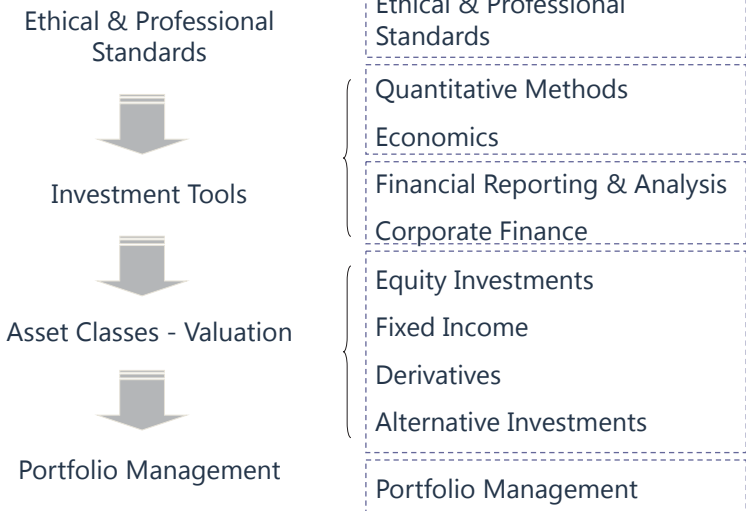 Ethical & Professional
Standards
Investment Tools
Asset Classes - Valuation
Portfolio Management
Ethical & Professional
Standards
Quantitative Methods
Economics
Financial Reporting & Analysis
Corporate Finance
Equity Investments
Fixed Income
Derivatives
Alternative Investments
Portfolio Management